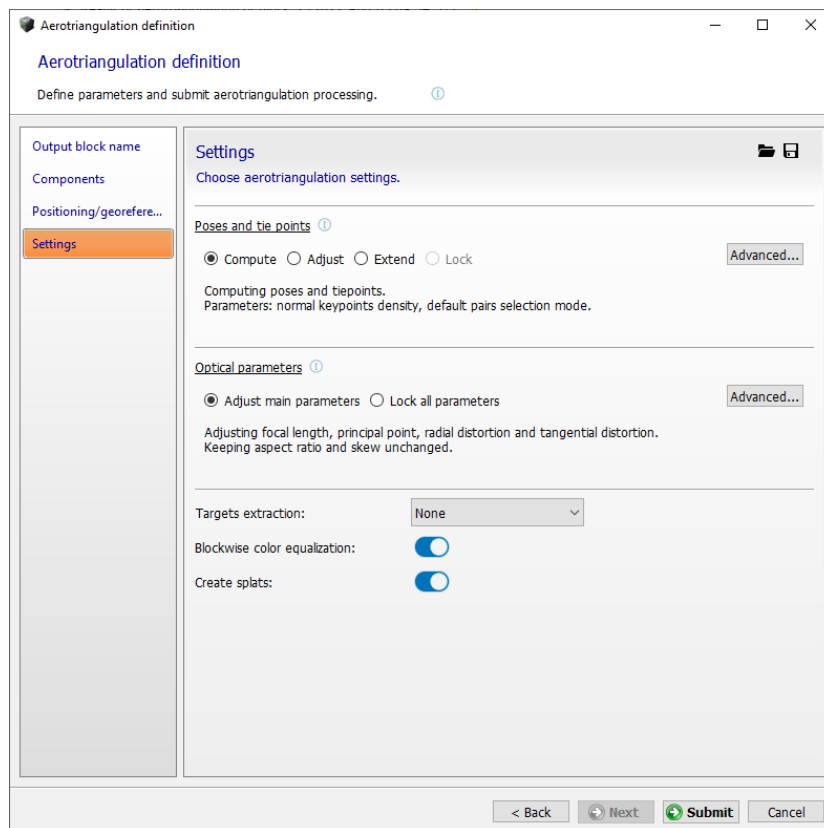 Aerotriangulation definition
Aerotriangulation definition
Define parameters and submit aerotriangulation processing.
Output block name
Components
Positioning/georefere...
Settings
Settings
Choose aerotriangulation settings.
Poses and tie points
Compute Adjust Extend Lock Advanced...
Computing poses and tiepoints.
Parameters: normal keypoints density, default pairs selection mode.
Optical parameters
Adjust main parameters Lock all parameters Advanced...
Adjusting focal length, principal point, radial distortion and tangential distortion.
Keeping aspect ratio and skew unchanged.
Targets extraction: None
Blockwise color equalization:
Create splats:
< Back Next Submit Cancel